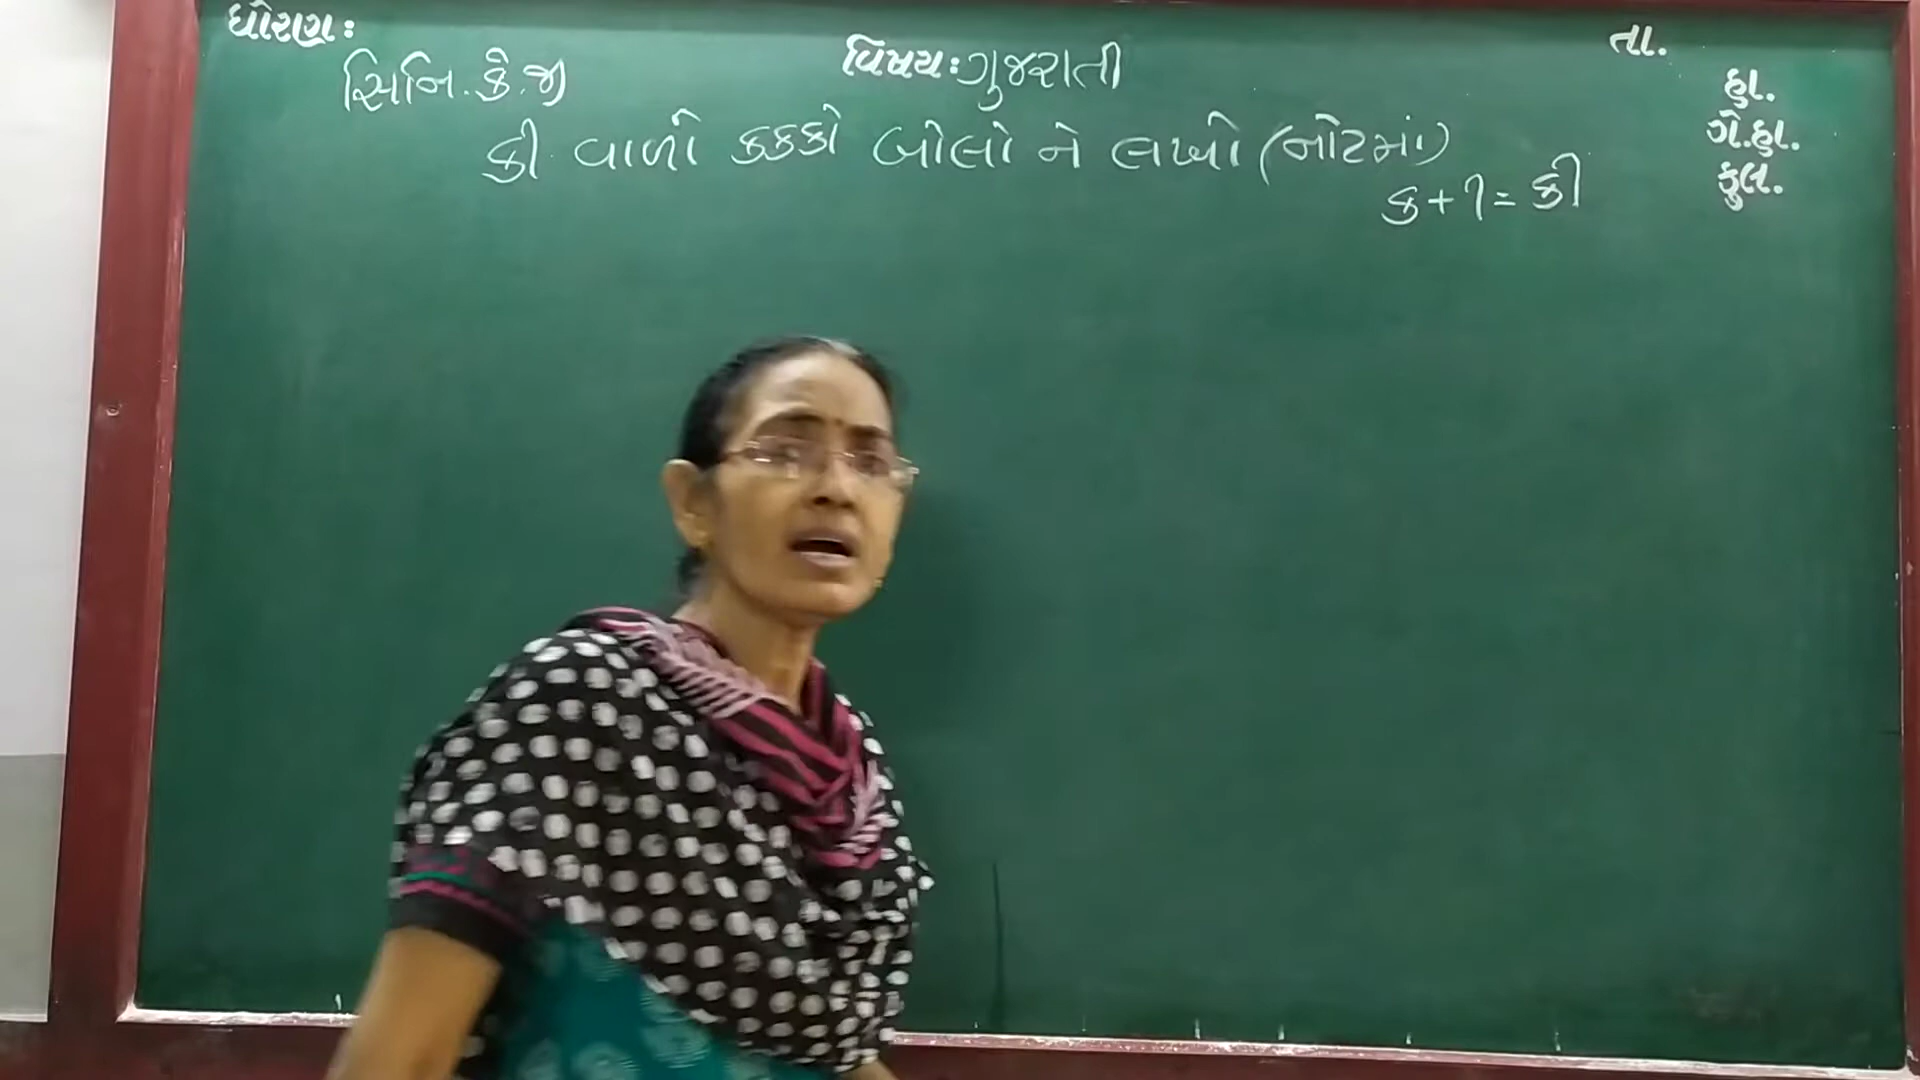 ધોરણ:
સિનિ. કે.જી
વિષય: ગુજરાતી
તા.
હા.
ગે.હા.
કુલ.
કી વાળો કક્કો બોલો ને લખો (નોટમાં)
ક + ી = કી